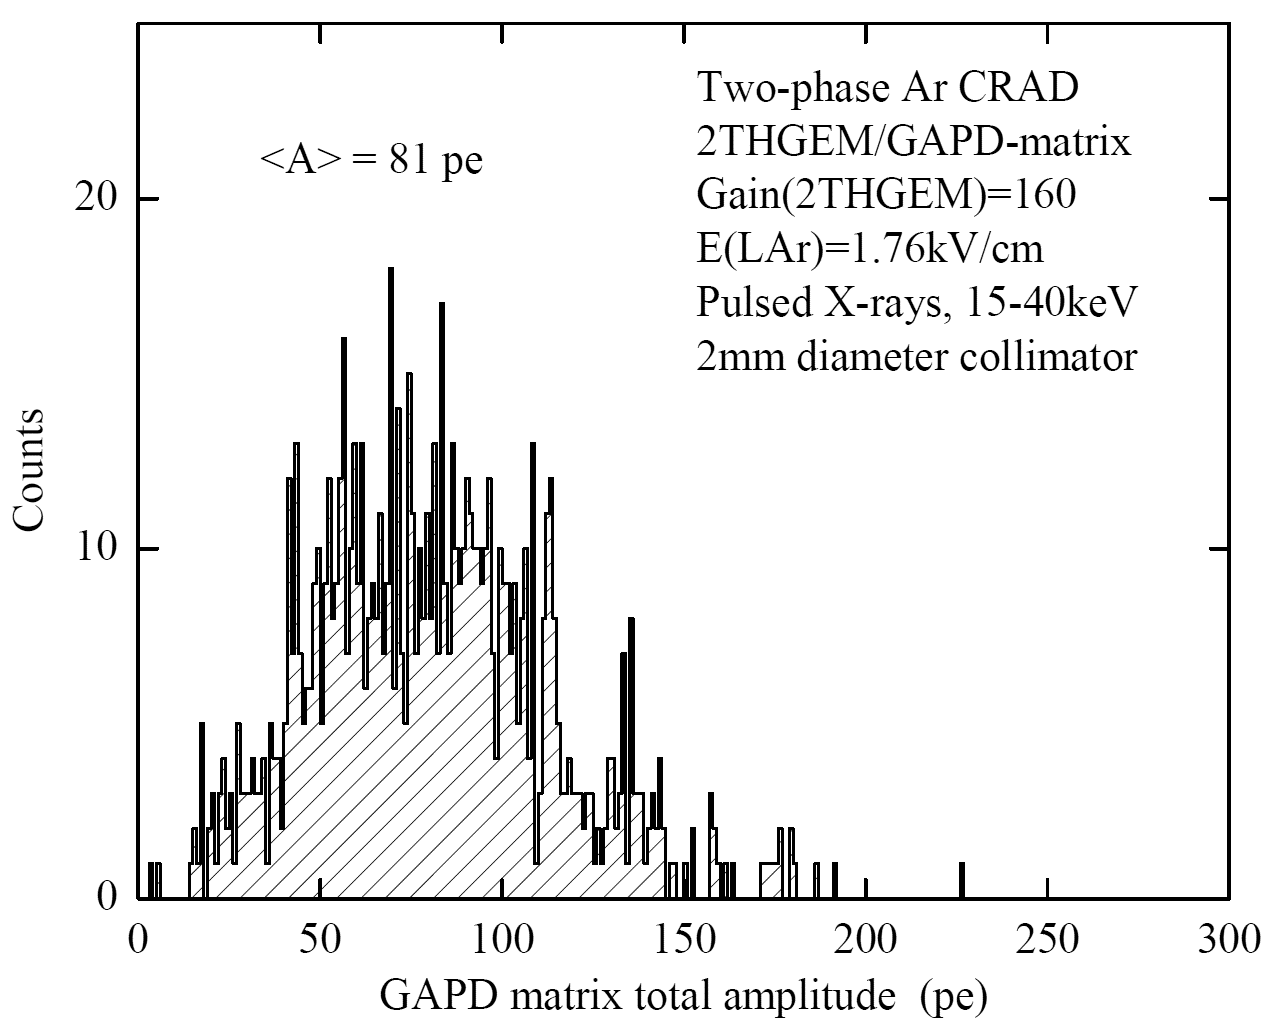 Two-phase Ar CRAD
<A> = 81 pe
2THGEM/GAPD-matrix
Gain(2THGEM)=160
E(LAr)=1.76kV/cm
Pulsed X-rays, 15-40keV
2mm diameter collimator
20
10
0
Counts
0 50 100 150 200 250 300
GAPD matrix total amplitude (pe)